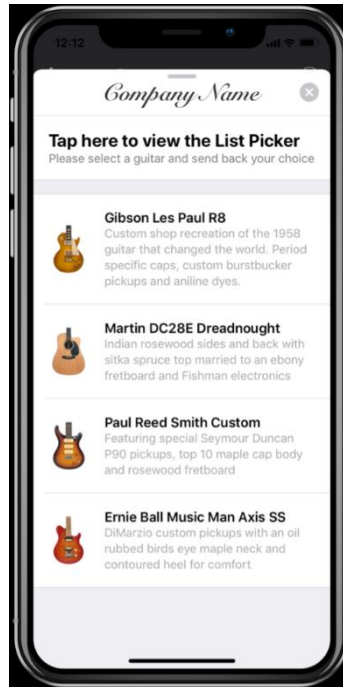 12:12
Company Name
Tap here to view the List Picker
Please select a guitar and send back your choice
Gibson Les Paul R8
Custom shop recreation of the 1958
guitar that changed the world. Period
specific caps, custom burstbucker
pickups and aniline dyes.
Martin DC28E Dreadnought
Indian rosewood sides and back with
sitka spruce top married to an ebony
fretboard and Fishman electronics
Paul Reed Smith Custom
Featuring special Seymour Duncan
P90 pickups, top 10 maple cap body
and rosewood fretboard
Ernie Ball Music Man Axis SS
DiMarzio custom pickups with an oil
rubbed birds eye maple neck and
contoured heel for comfort